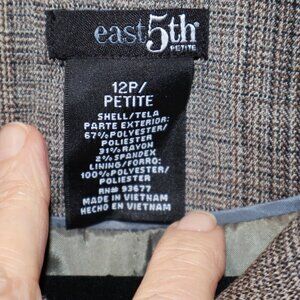 east5th
PETITE
12P/
PETITE
SHELL/TELA
PARTE EXTERIOR:
67%POLYESTER/
POLIESTER
31%RAYON
2%SPANDEX
LINING/FORRO:
100%POLYESTER/
POLIESTER
RN# 93677
MADE IN VIETNAM
HECHO EN VIETNAM